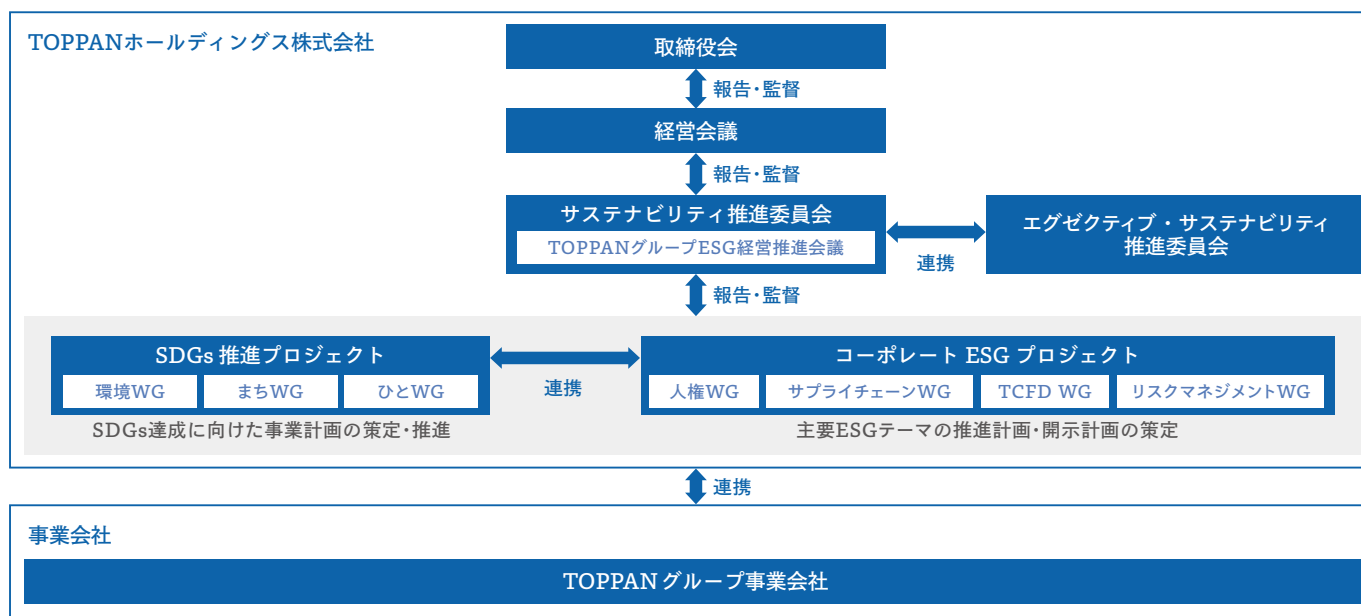 TOPPANホールディングス株式会社
取締役会
報告・監督
経営会議
報告・監督
サステナビリティ推進委員会
TOPPANグループESG経営推進会議
連携
エグゼクティブ・サステナビリティ
推進委員会
報告・監督
SDGs 推進プロジェクト
環境WG
まちWG
ひとWG
SDGs達成に向けた事業計画の策定・推進
連携
コーポレート ESG プロジェクト
人権WG
サプライチェーンWG
TCFD WG
リスクマネジメントWG
主要ESGテーマの推進計画・開示計画の策定
連携
事業会社
TOPPAN グループ事業会社